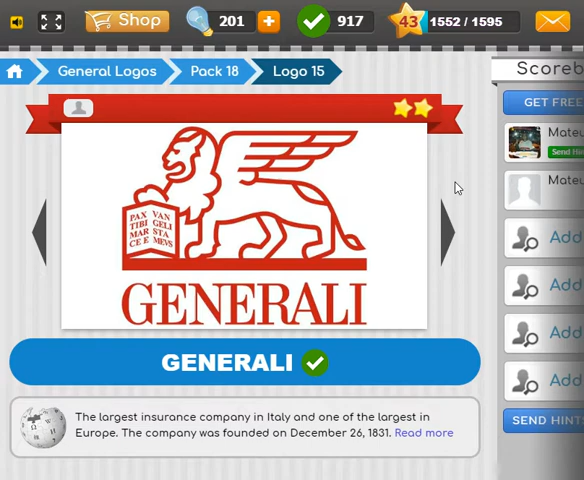 Shop
201
917
43
1552 / 1595
General Logos
Pack 18
Logo 15
Scoreb
GET FREE
Mateu
Send Hin
Mateu
PAX VAN
TIBI GELI
MAR STA
CE E MEVS
GENERALI
Add
Add
Add
Add
GENERALI
SEND HINTS
The largest insurance company in Italy and one of the largest in
Europe. The company was founded on December 26, 1831. Read more